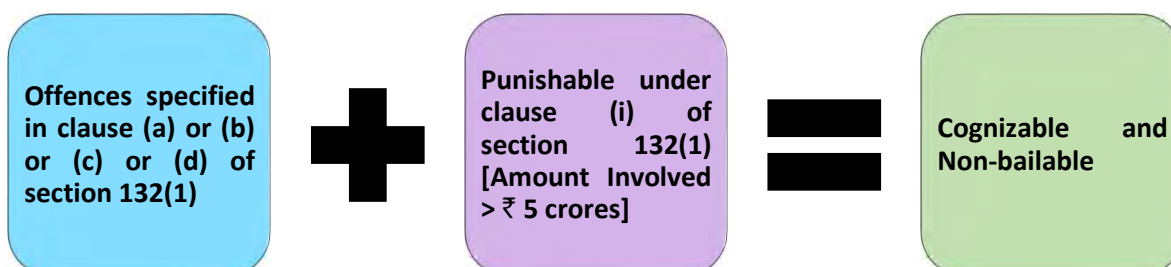 Offences specified
in clause (a) or (b)
or (c) or (d) of
section 132(1)
Punishable under
clause (i) of
section 132(1)
[Amount Involved
> ₹ 5 crores]
Cognizable and
Non-bailable